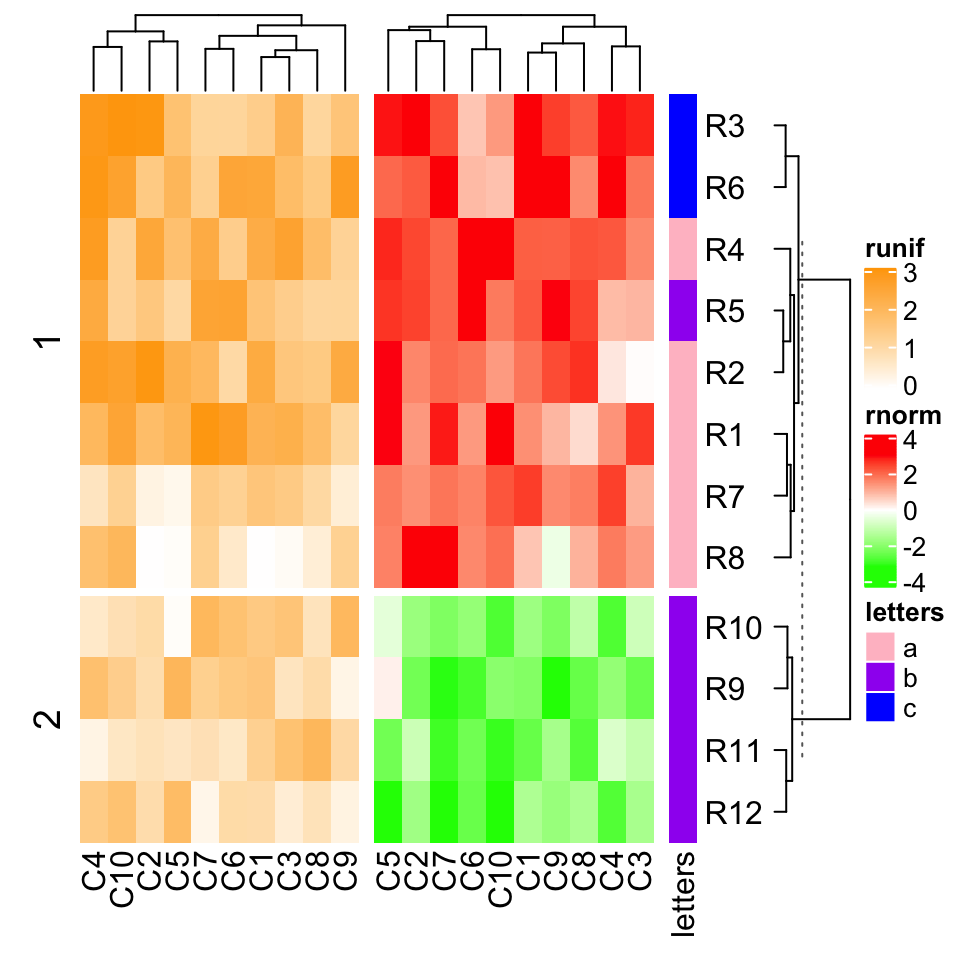 1
2
R3
R6
R4
R5
R2
R1
R7
R8
R10
R9
R11
R12
C4 C10 C2 C5 C7 C6 C1 C3 C8 C9
C5 C2 C7 C6 C10 C1 C9 C8 C4 C3
letters
runif
3
2
1
0
rnorm
4
2
0
-2
-4
letters
a
b
c